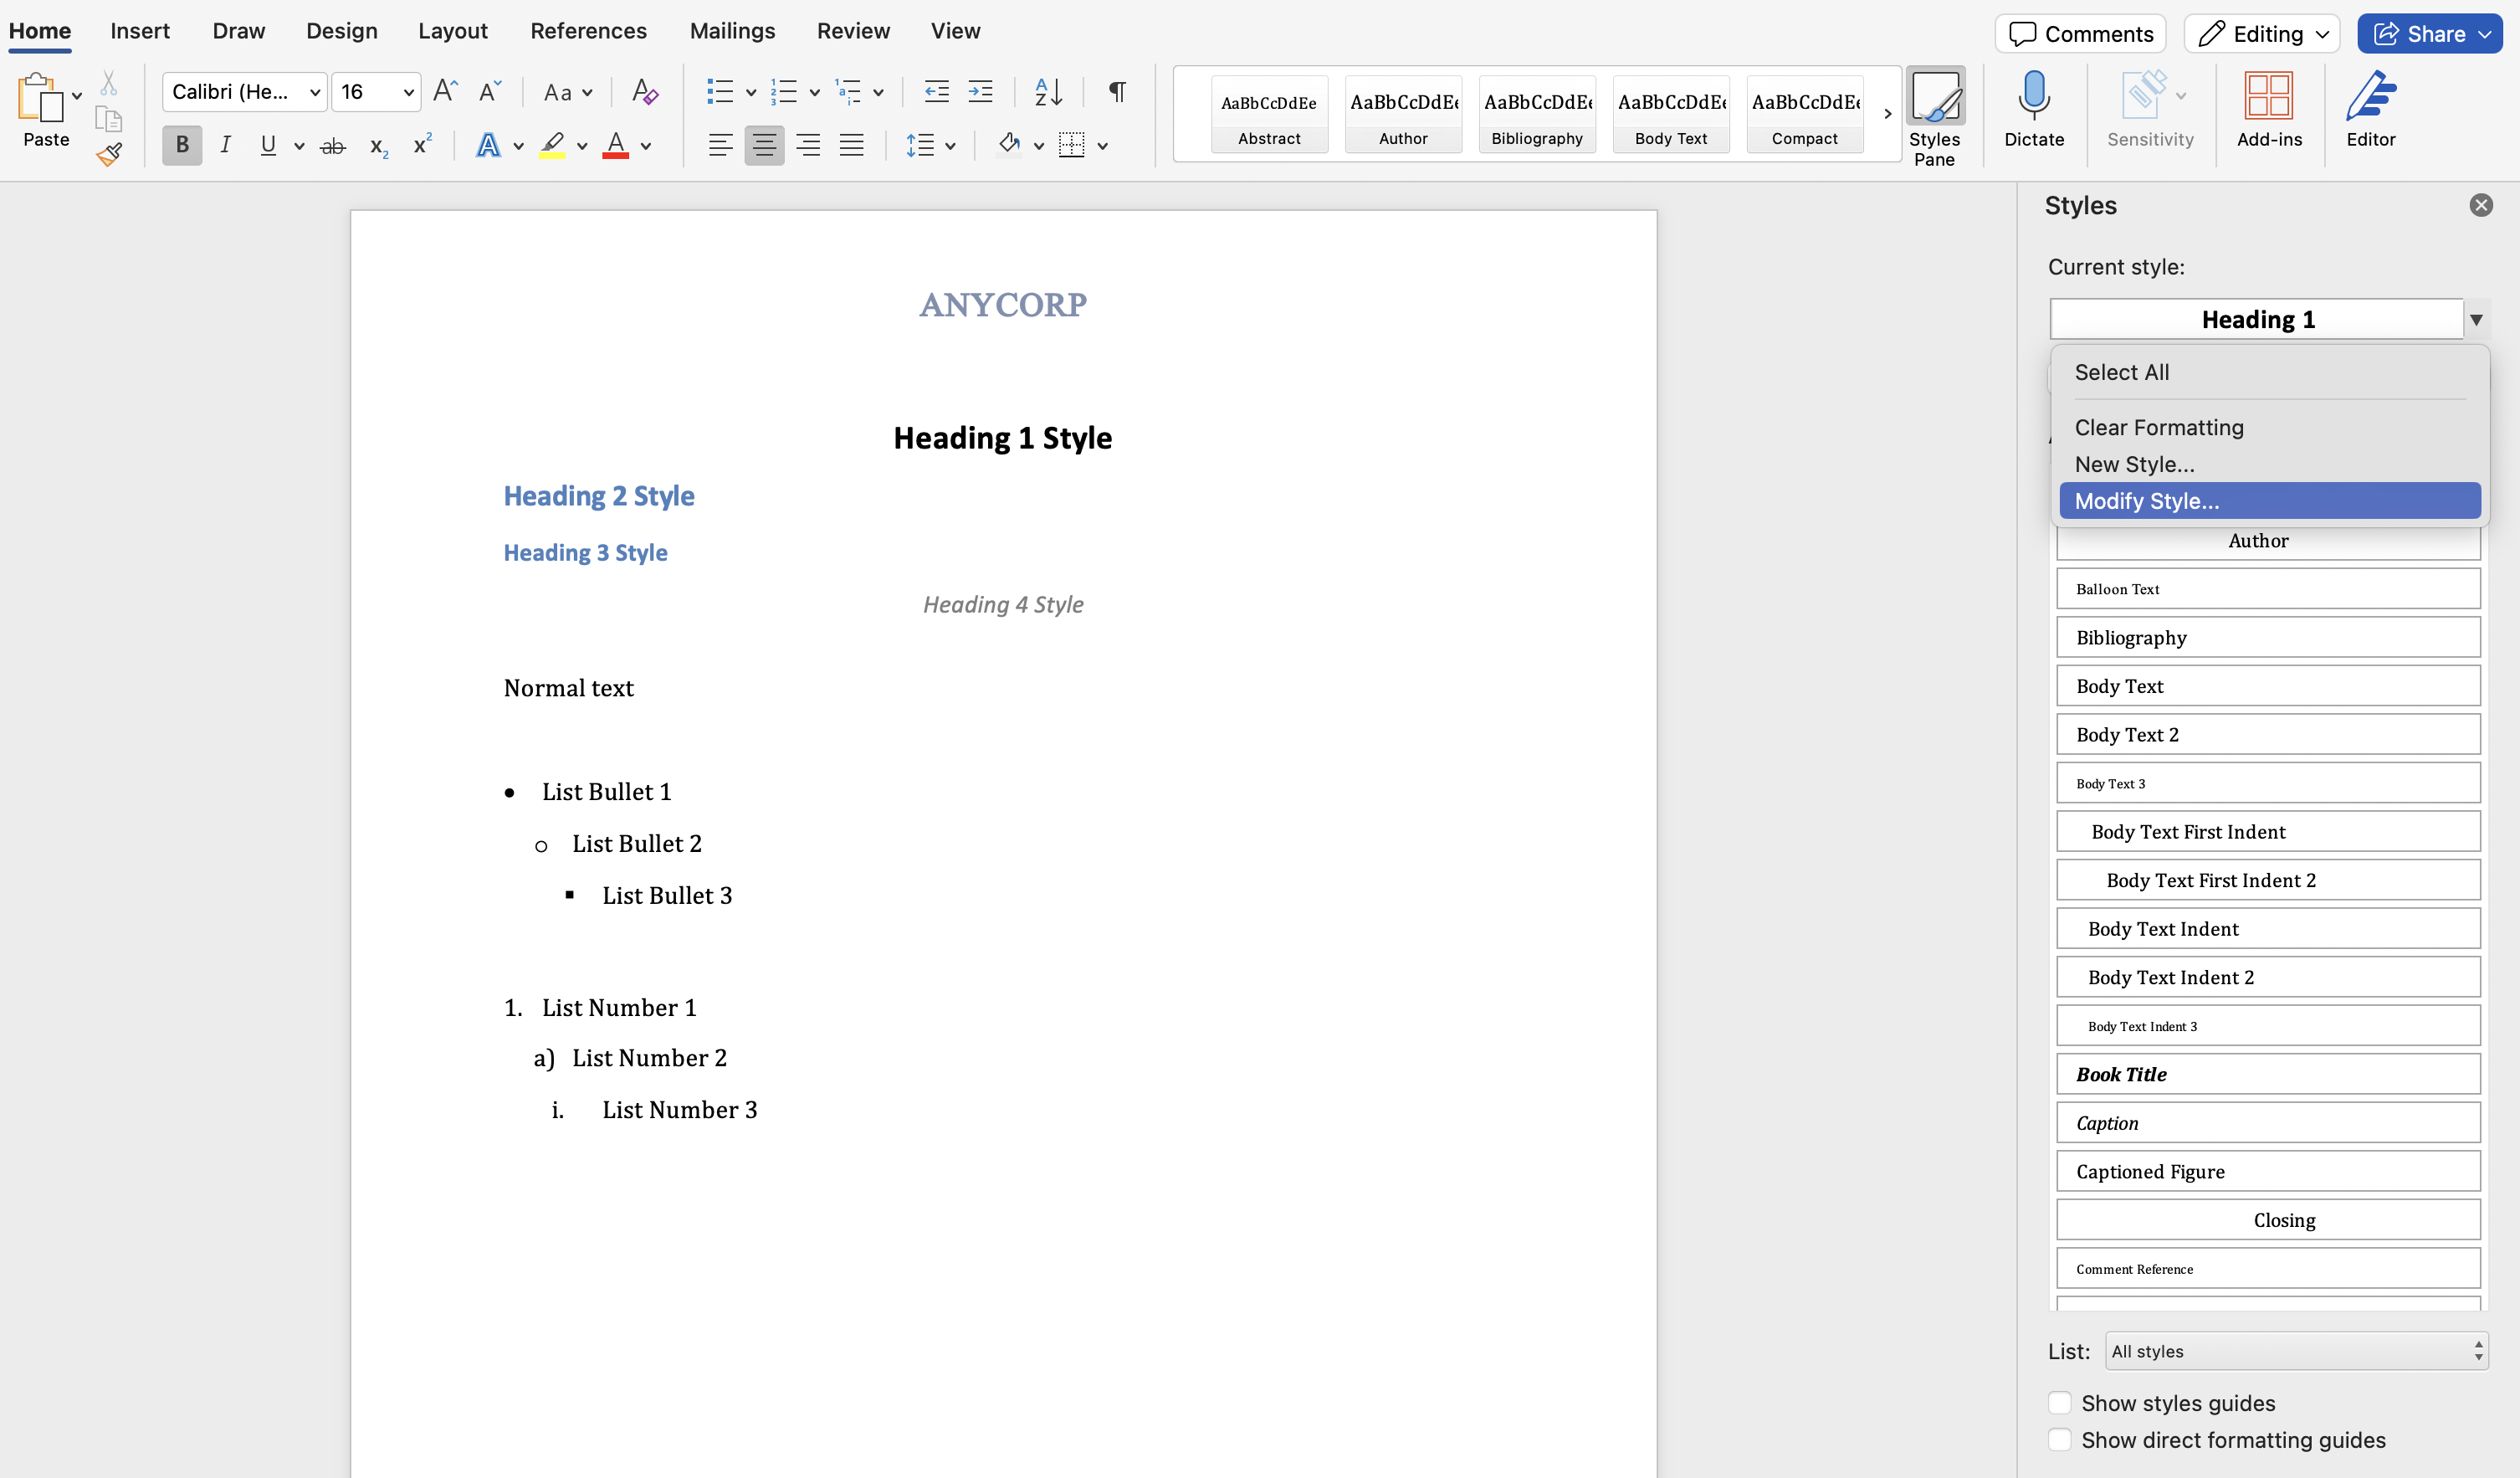 Home Insert Draw Design Layout References Mailings Review View Comments Editing Share
Paste
Calibri (He... 16
Aa
B I U ab x₂ x²
AaBbCcDdEe Abstract
AaBbCcDdEe Author
AaBbCcDdEe Bibliography
AaBbCcDdEe Body Text
AaBbCcDdEe Compact
Styles Pane
Dictate
Sensitivity
Add-ins
Editor
ANYCORP
Heading 1 Style
Heading 2 Style
Heading 3 Style
Heading 4 Style
Normal text
• List Bullet 1
o List Bullet 2
▪ List Bullet 3
1. List Number 1
a) List Number 2
i. List Number 3
Styles
Current style:
Heading 1
Select All
Clear Formatting
New Style...
Modify Style...
Author
Balloon Text
Bibliography
Body Text
Body Text 2
Body Text 3
Body Text First Indent
Body Text First Indent 2
Body Text Indent
Body Text Indent 2
Body Text Indent 3
Book Title
Caption
Captioned Figure
Closing
Comment Reference
List: All styles
Show styles guides
Show direct formatting guides